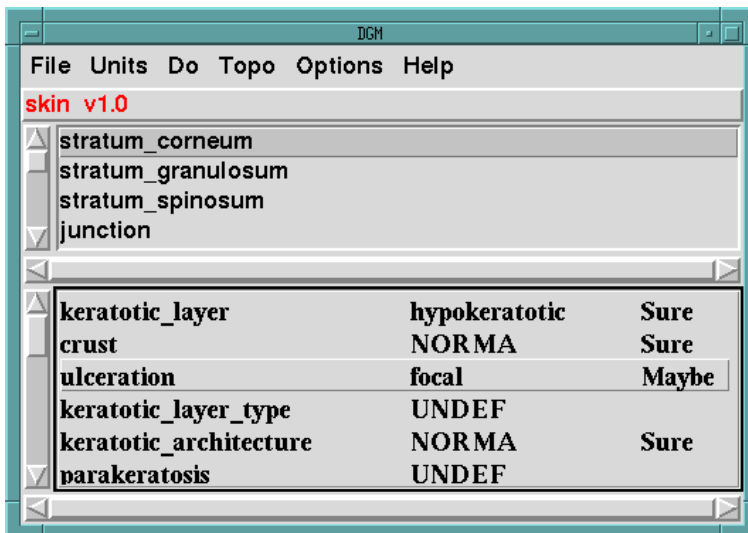 DGM
File Units Do Topo Options Help
skin v1.0
stratum_corneum
stratum_granulosum
stratum_spinosum
junction
keratotic_layer hypokeratotic Sure
crust NORMA Sure
ulceration focal Maybe
keratotic_layer_type UNDEF
keratotic_architecture NORMA Sure
parakeratosis UNDEF